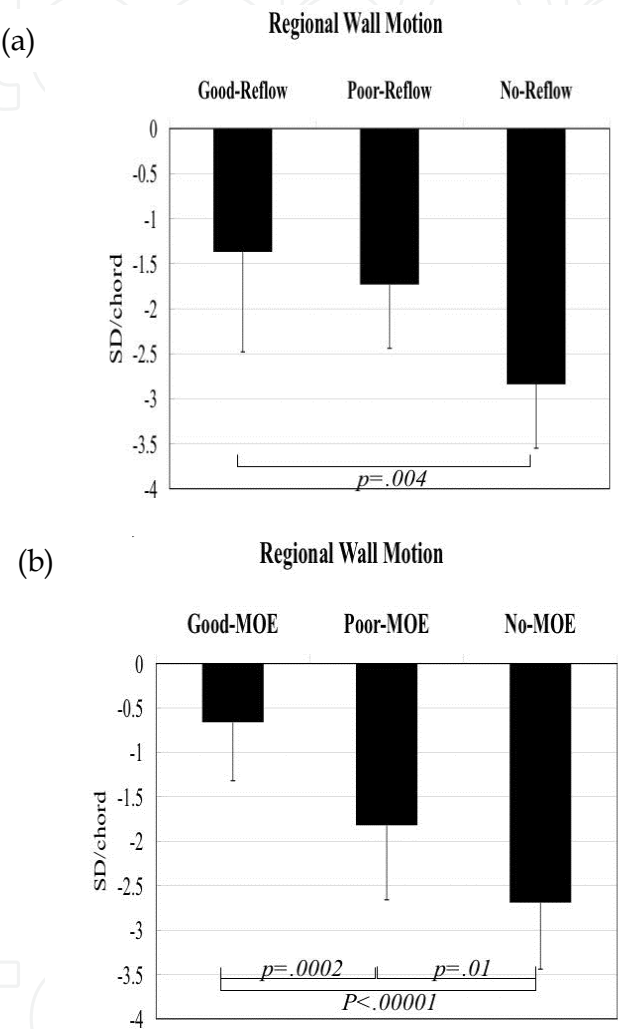 (a)
Regional Wall Motion
Good-Reflow Poor-Reflow No-Reflow
0
-0.5
-1
-1.5
-2
-2.5
-3
-3.5
-4
SD/chord
p=.004
(b)
Regional Wall Motion
Good-MOE Poor-MOE No-MOE
0
-0.5
-1
-1.5
-2
-2.5
-3
-3.5
-4
SD/chord
p=.0002 p=.01
P<.00001